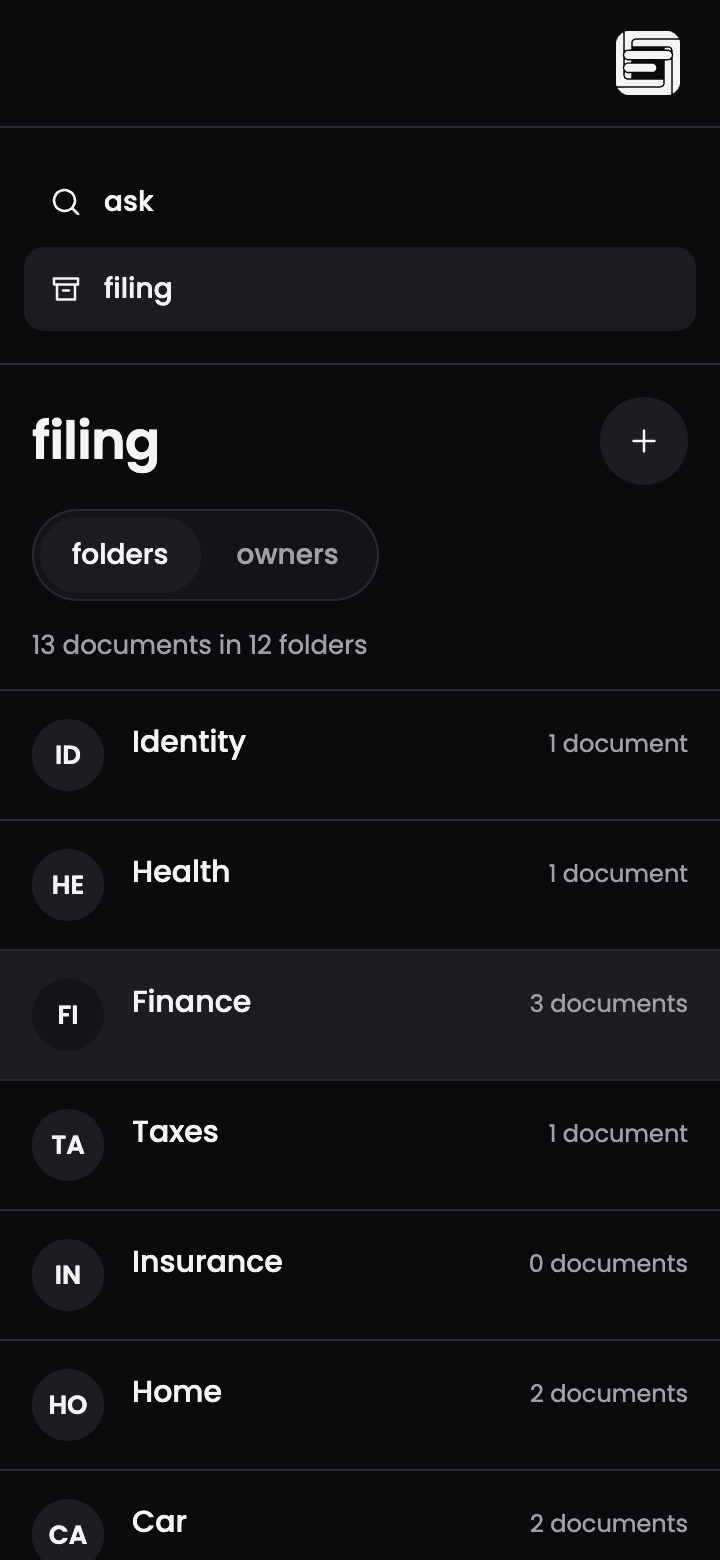 ask
filing
filing
folders owners
13 documents in 12 folders
ID Identity 1 document
HE Health 1 document
FI Finance 3 documents
TA Taxes 1 document
IN Insurance 0 documents
HO Home 2 documents
CA Car 2 documents